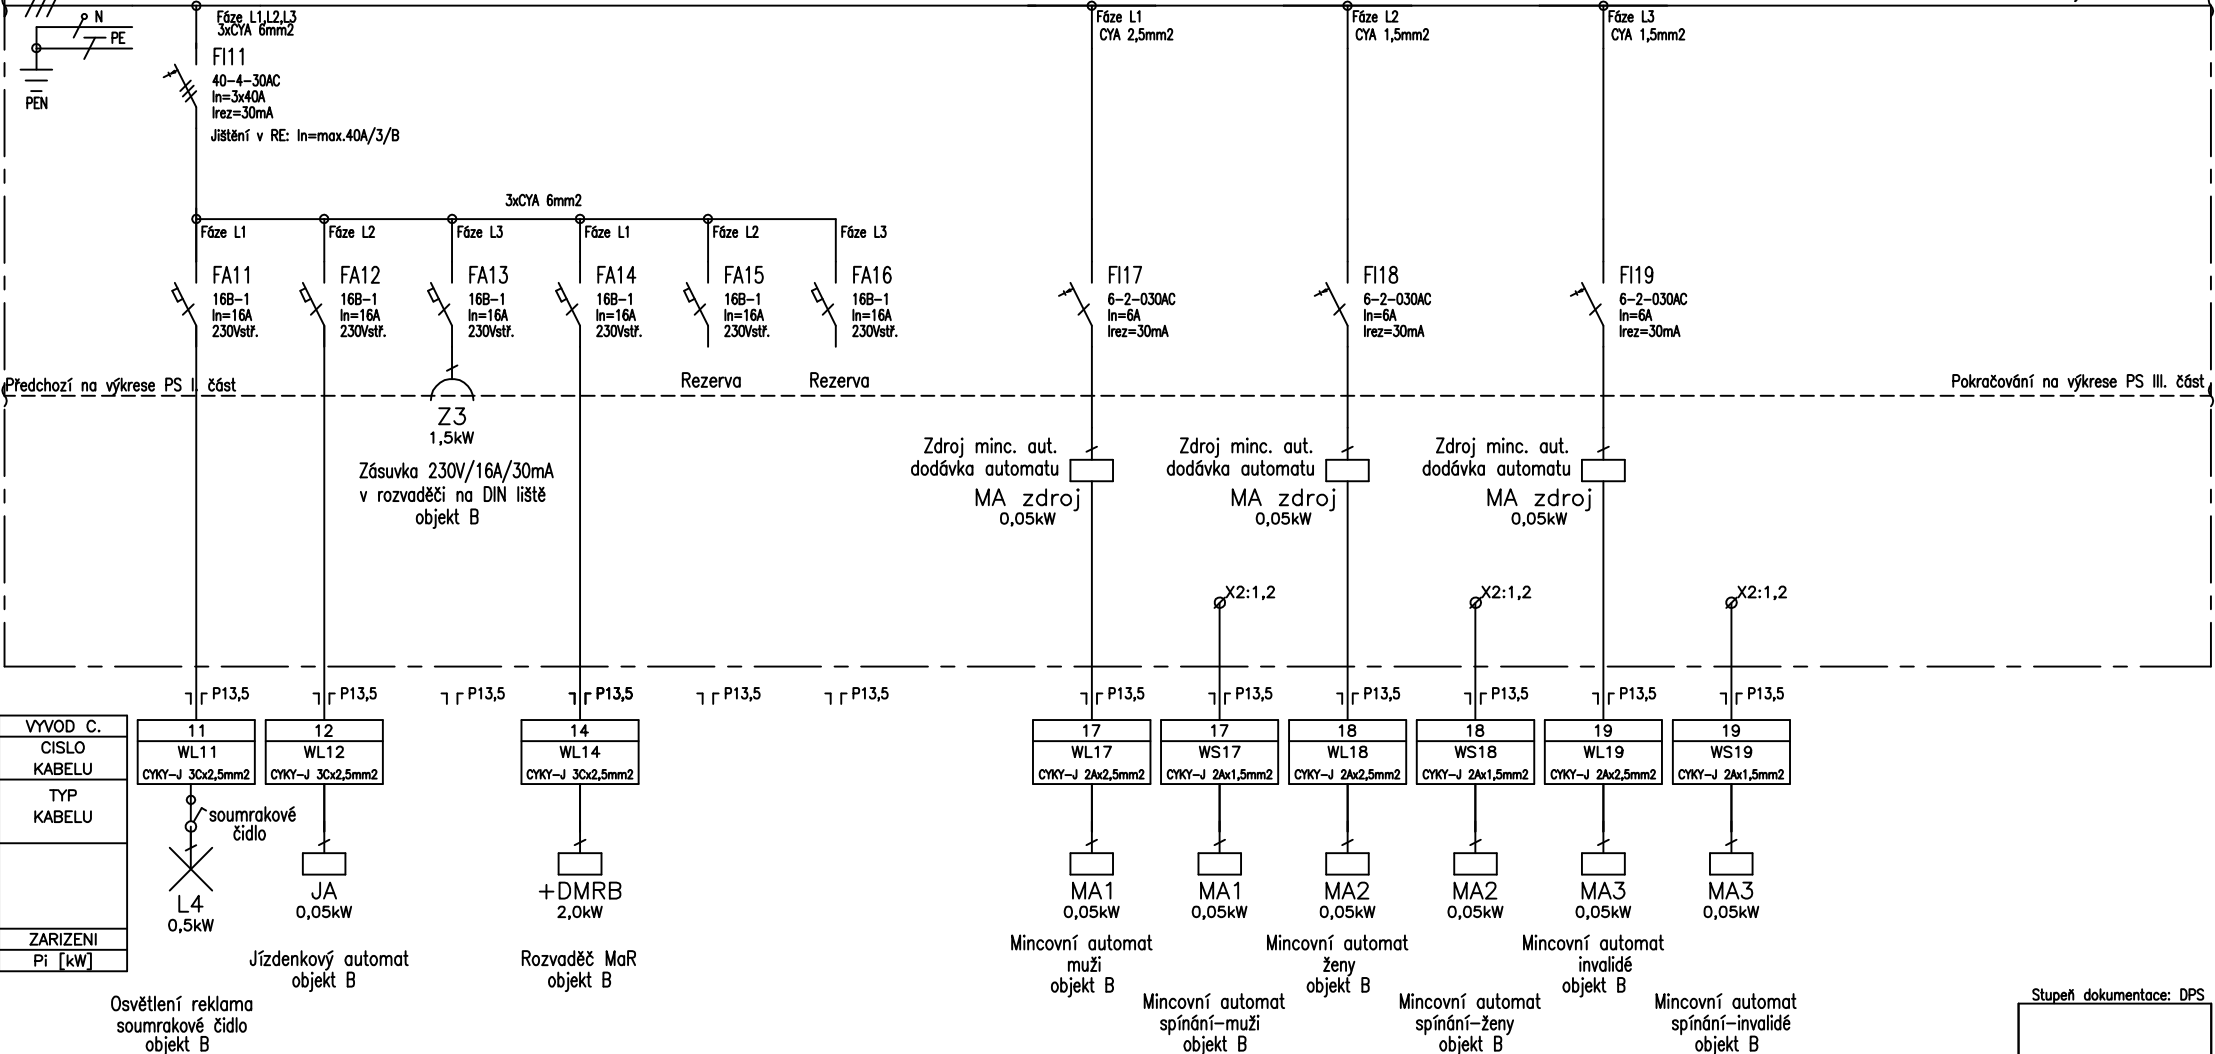 N
PE
PEN
Fáze L1,L2,L3
3xCYA 6mm2
FI11
40-4-30AC
In=3x40A
Irez=30mA
Jištění v RE: In=max.40A/3/B
Fáze L1
CYA 2,5mm2
Fáze L2
CYA 1,5mm2
Fáze L3
CYA 1,5mm2
3xCYA 6mm2
Fáze L1
Fáze L2
Fáze L3
Fáze L1
Fáze L2
Fáze L3
FA11
16B-1
In=16A
230Vstř.
FA12
16B-1
In=16A
230Vstř.
FA13
16B-1
In=16A
230Vstř.
FA14
16B-1
In=16A
230Vstř.
FA15
16B-1
In=16A
230Vstř.
FA16
16B-1
In=16A
230Vstř.
FI17
6-2-030AC
In=6A
Irez=30mA
FI18
6-2-030AC
In=6A
Irez=30mA
FI19
6-2-030AC
In=6A
Irez=30mA
Předchozí na výkrese PS I. část
Rezerva
Rezerva
Pokračování na výkrese PS III. část
Z3
1,5kW
Zásuvka 230V/16A/30mA
v rozvaděči na DIN liště
objekt B
Zdroj minc. aut.
dodávka automatu
MA zdroj
0,05kW
Zdroj minc. aut.
dodávka automatu
MA zdroj
0,05kW
Zdroj minc. aut.
dodávka automatu
MA zdroj
0,05kW
X2:1,2
X2:1,2
X2:1,2
P13,5
P13,5
P13,5
P13,5
P13,5
P13,5
P13,5
P13,5
P13,5
P13,5
P13,5
P13,5
VYVOD C.
CISLO
KABELU
TYP
KABELU
ZARIZENI
Pi [kW]
11
WL11
CYKY-J 3Cx2,5mm2
12
WL12
CYKY-J 3Cx2,5mm2
14
WL14
CYKY-J 3Cx2,5mm2
17
WL17
CYKY-J 2Ax2,5mm2
17
WS17
CYKY-J 2Ax1,5mm2
18
WL18
CYKY-J 2Ax2,5mm2
18
WS18
CYKY-J 2Ax1,5mm2
19
WL19
CYKY-J 2Ax2,5mm2
19
WS19
CYKY-J 2Ax1,5mm2
soumrakové
čidlo
L4
0,5kW
JA
0,05kW
+DMRB
2,0kW
MA1
0,05kW
MA1
0,05kW
MA2
0,05kW
MA2
0,05kW
MA3
0,05kW
MA3
0,05kW
Osvětlení reklama
soumrakové čidlo
objekt B
Jízdenkový automat
objekt B
Rozvaděč MaR
objekt B
Mincovní automat
muži
objekt B
Mincovní automat
spínání-muži
objekt B
Mincovní automat
ženy
objekt B
Mincovní automat
spínání-ženy
objekt B
Mincovní automat
invalidé
objekt B
Mincovní automat
spínání-invalidé
objekt B
Stupeň dokumentace: DPS